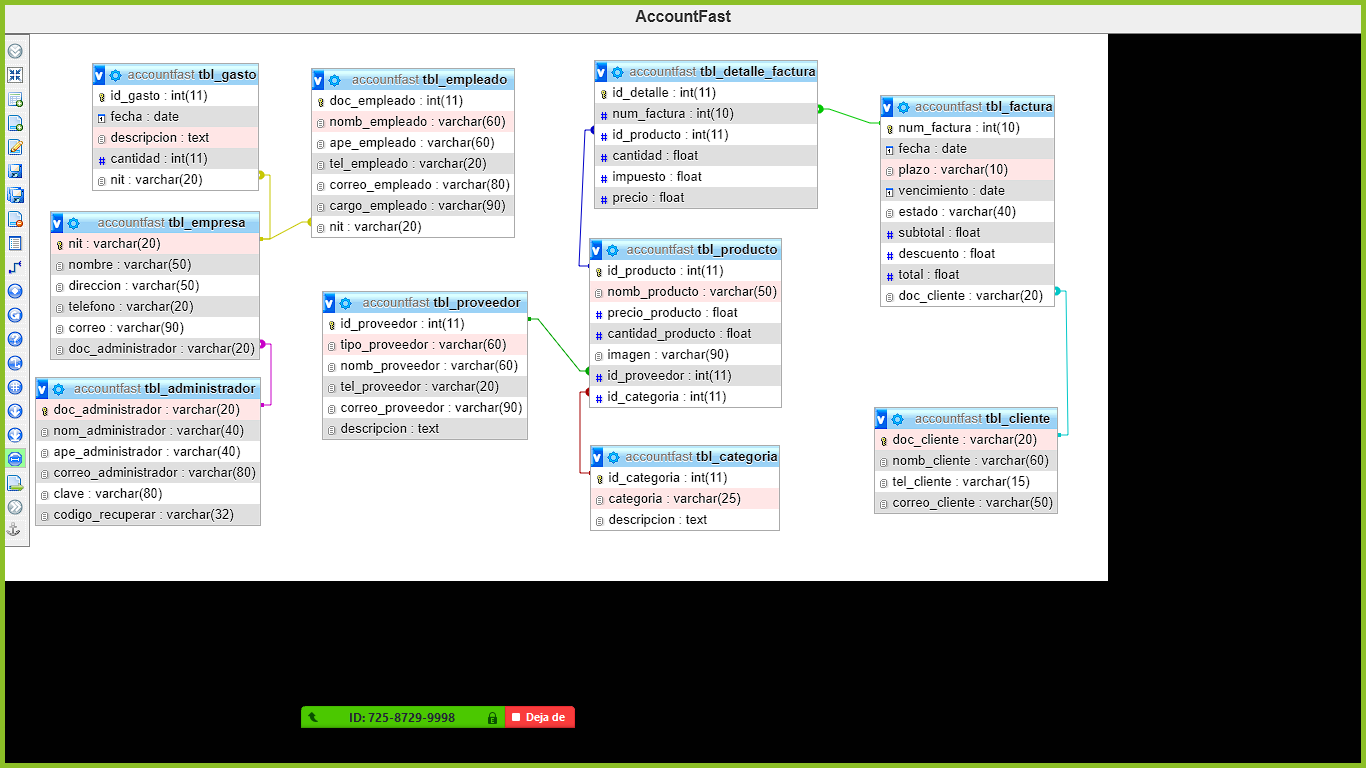 AccountFast
accountfast tbl_gasto
id_gasto : int(11)
fecha : date
descripcion : text
cantidad : int(11)
nit : varchar(20)
accountfast tbl_empresa
nit : varchar(20)
nombre : varchar(50)
direccion : varchar(50)
telefono : varchar(20)
correo : varchar(90)
doc_administrador : varchar(20)
accountfast tbl_administrador
doc_administrador : varchar(20)
nom_administrador : varchar(40)
ape_administrador : varchar(40)
correo_administrador : varchar(80)
clave : varchar(80)
codigo_recuperar : varchar(32)
accountfast tbl_empleado
doc_empleado : int(11)
nomb_empleado : varchar(60)
ape_empleado : varchar(60)
tel_empleado : varchar(20)
correo_empleado : varchar(80)
cargo_empleado : varchar(90)
nit : varchar(20)
accountfast tbl_proveedor
id_proveedor : int(11)
tipo_proveedor : varchar(60)
nomb_proveedor : varchar(60)
tel_proveedor : varchar(20)
correo_proveedor : varchar(90)
descripcion : text
accountfast tbl_detalle_factura
id_detalle : int(11)
num_factura : int(10)
id_producto : int(11)
cantidad : float
impuesto : float
precio : float
accountfast tbl_producto
id_producto : int(11)
nomb_producto : varchar(50)
precio_producto : float
cantidad_producto : float
imagen : varchar(90)
id_proveedor : int(11)
id_categoria : int(11)
accountfast tbl_categoria
id_categoria : int(11)
categoria : varchar(25)
descripcion : text
accountfast tbl_factura
num_factura : int(10)
fecha : date
plazo : varchar(10)
vencimiento : date
estado : varchar(40)
subtotal : float
descuento : float
total : float
doc_cliente : varchar(20)
accountfast tbl_cliente
doc_cliente : varchar(20)
nomb_cliente : varchar(60)
tel_cliente : varchar(15)
correo_cliente : varchar(50)
ID: 725-8729-9998
Deja de